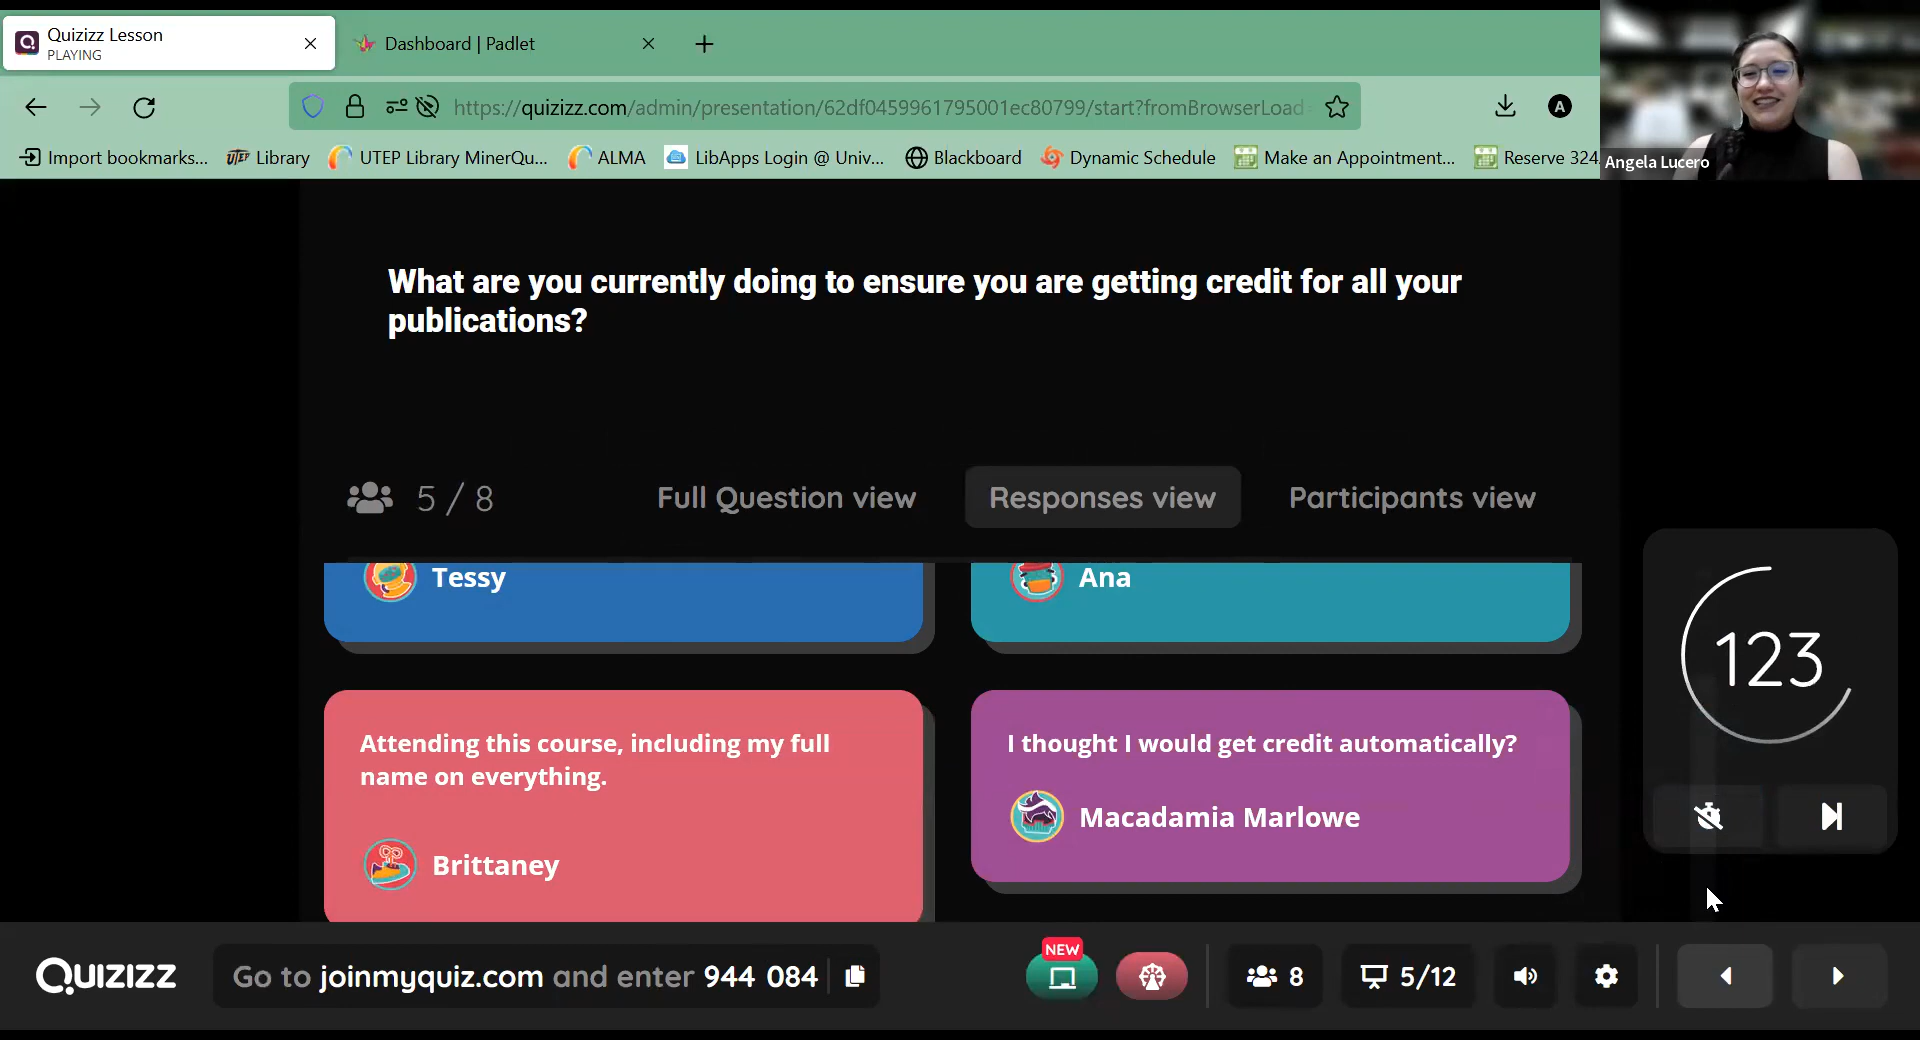 Quizizz Lesson
PLAYING
Dashboard | Padlet
https://quizizz.com/admin/presentation/62df0459961795001ec80799/start?fromBrowserLoad
A
Import bookmarks...
UTEP Library
UTEP Library MinerQu...
ALMA
LibApps Login @ Univ...
Blackboard
Dynamic Schedule
Make an Appointment...
Reserve 324
Angela Lucero
What are you currently doing to ensure you are getting credit for all your
publications?
5 / 8
Full Question view
Responses view
Participants view
Tessy
Ana
123
Attending this course, including my full
name on everything.
Brittaney
I thought I would get credit automatically?
Macadamia Marlowe
QUIZIZZ
Go to joinmyquiz.com and enter 944 084
NEW
8
5/12